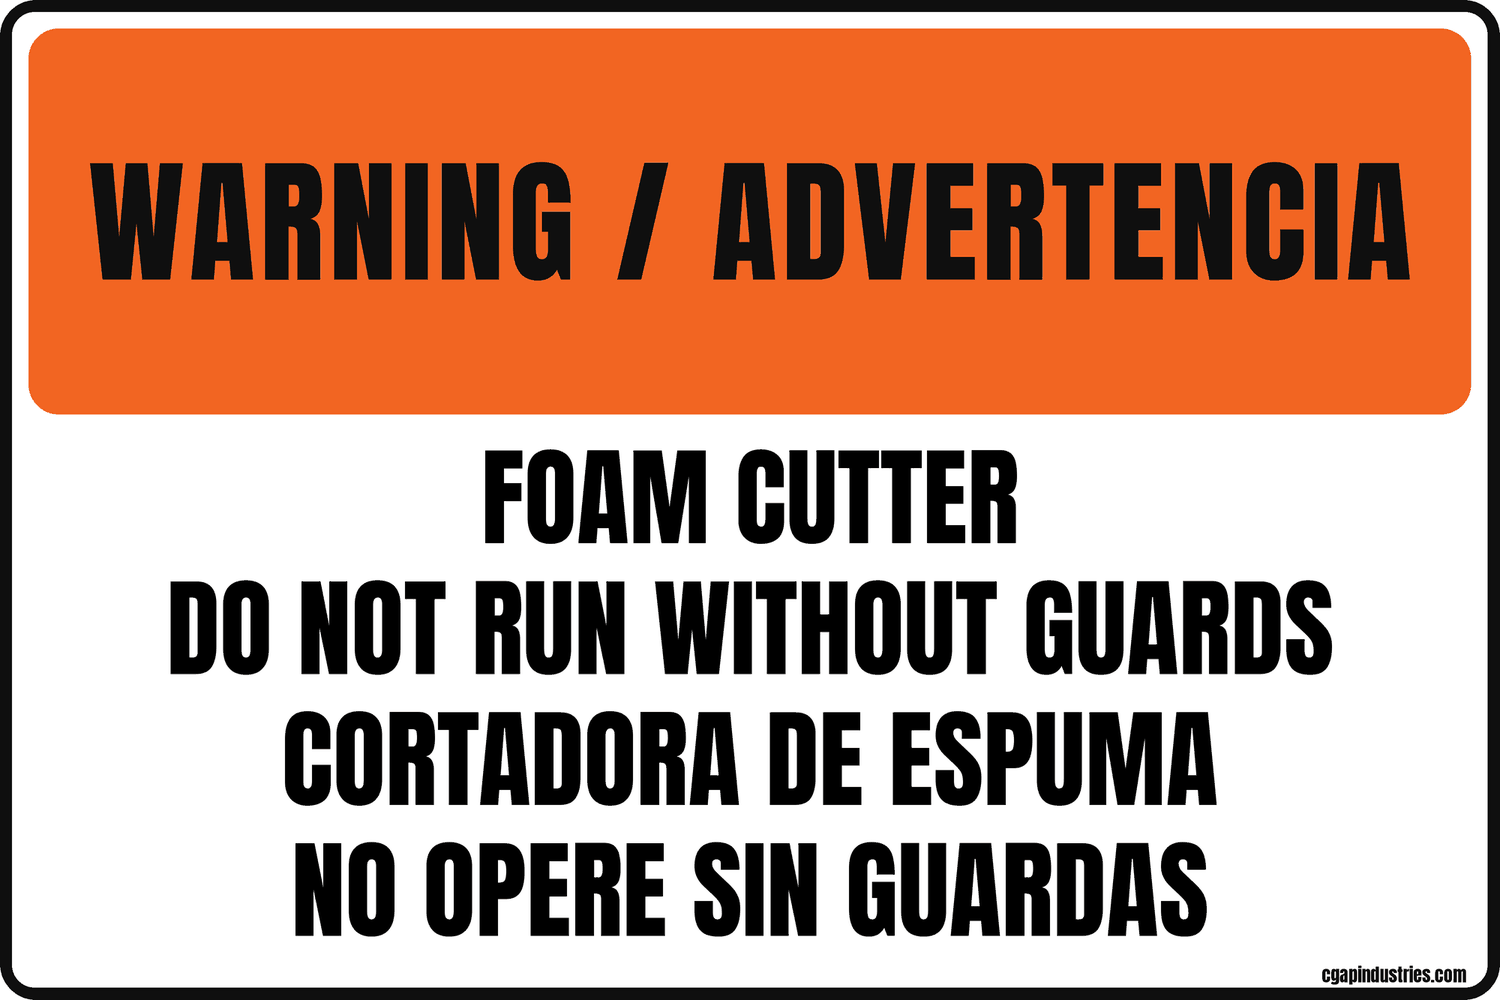 WARNING / ADVERTENCIA
FOAM CUTTER
DO NOT RUN WITHOUT GUARDS
CORTADORA DE ESPUMA
NO OPERE SIN GUARDAS
cgapindustries.com